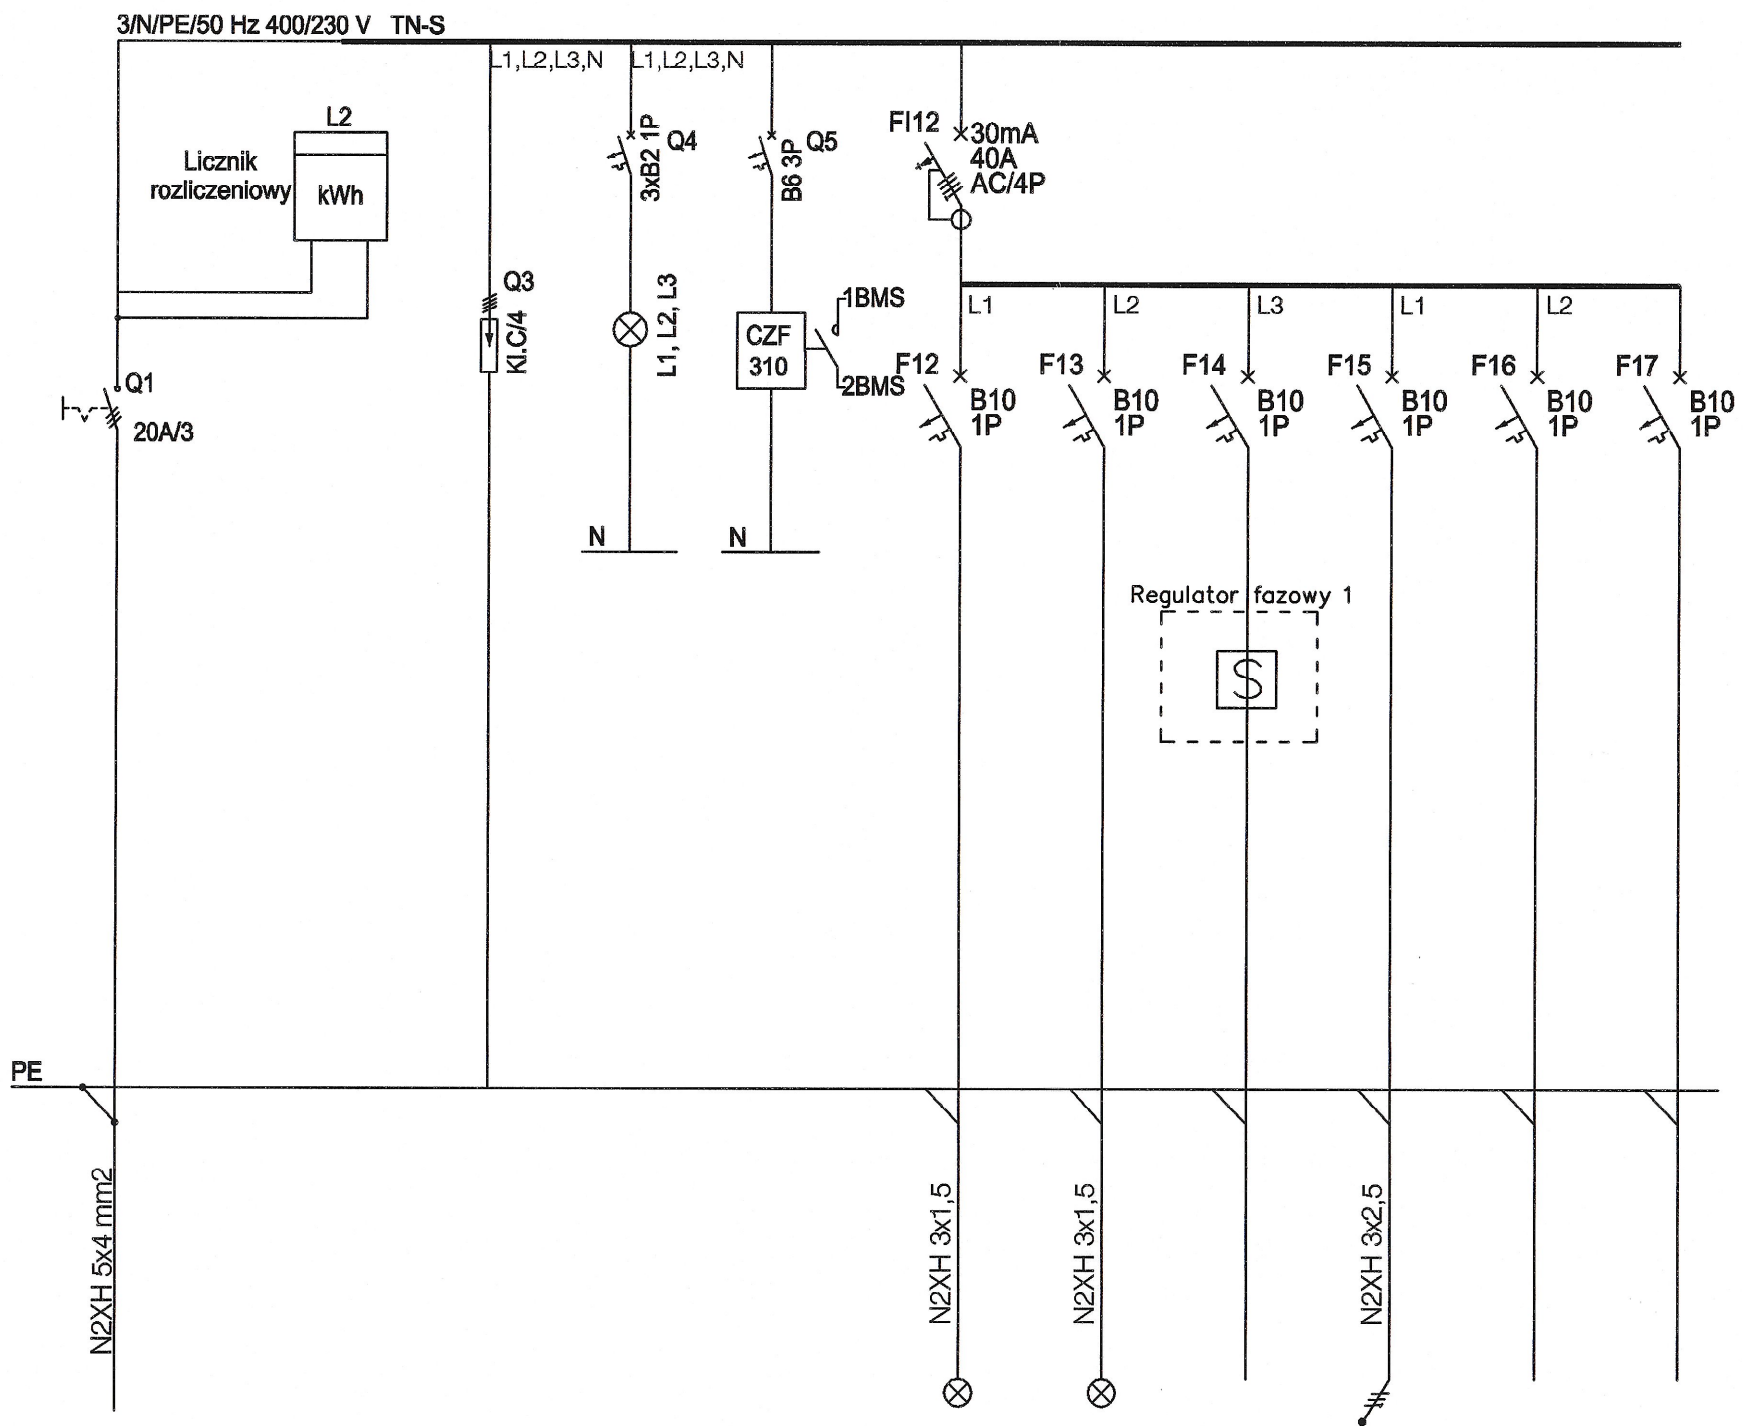 3/N/PE/50 Hz 400/230 V TN-S
L1,L2,L3,N
L1,L2,L3,N
L2
Licznik
rozliczeniowy
kWh
Q1
20A/3
Q3
Kl.C/4
Q4
3xB2 1P
L1, L2, L3
N
Q5
B6 3P
CZF
310
1BMS
2BMS
N
FI12
30mA
40A
AC/4P
L1
L2
L3
L1
L2
F12
B10
1P
F13
B10
1P
F14
B10
1P
F15
B10
1P
F16
B10
1P
F17
B10
1P
Regulator fazowy 1
S
PE
N2XH 5x4 mm2
N2XH 3x1,5
N2XH 3x1,5
N2XH 3x2,5